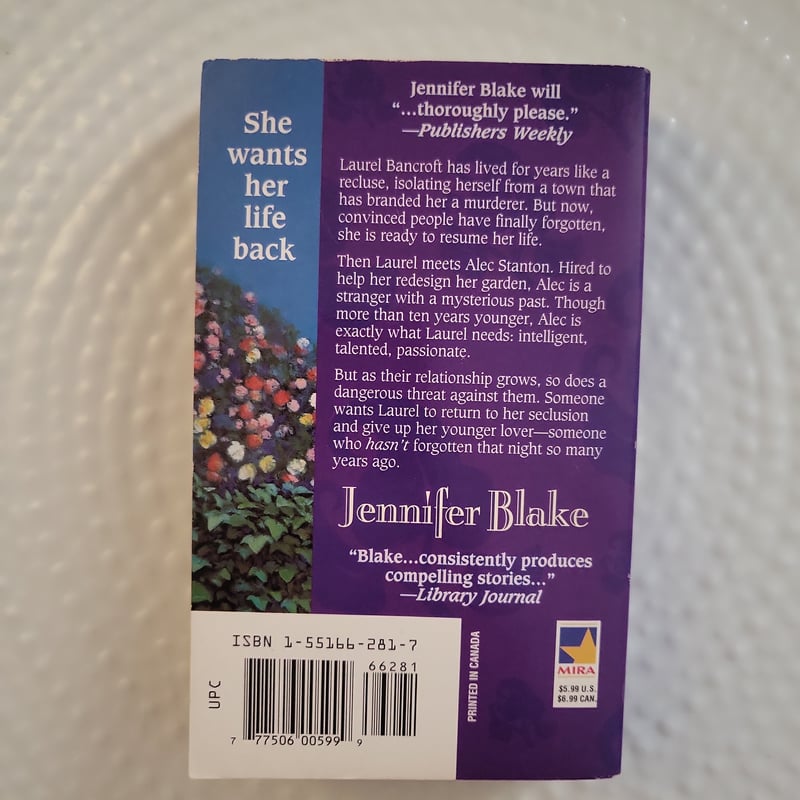 She
wants
her
life
back
Jennifer Blake will
“...thoroughly please.”
—Publishers Weekly
Laurel Bancroft has lived for years like a
recluse, isolating herself from a town that
has branded her a murderer. But now,
convinced people have finally forgotten,
she is ready to resume her life.
Then Laurel meets Alec Stanton. Hired to
help her redesign her garden, Alec is a
stranger with a mysterious past. Though
more than ten years younger, Alec is
exactly what Laurel needs: intelligent,
talented, passionate.
But as their relationship grows, so does a
dangerous threat against them. Someone
wants Laurel to return to her seclusion
and give up her younger lover—someone
who hasn't forgotten that night so many
years ago.
Jennifer Blake
“Blake...consistently produces
compelling stories...”
—Library Journal
ISBN 1-55166-281-7
66281
UPC
7 77506 00599 9
PRINTED IN CANADA
MIRA
$5.99 U.S.
$6.99 CAN.